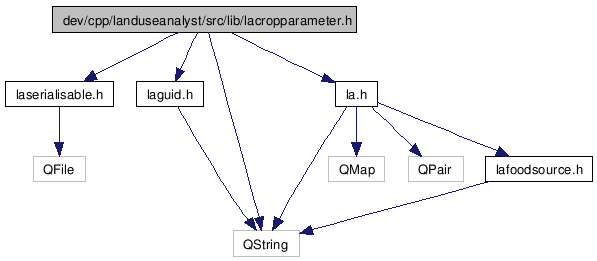 dev/cpp/landuseanalyst/src/lib/lacropparameter.h
laserialisable.h
laguid.h
la.h
QFile
QMap
QPair
lafoodsource.h
QString